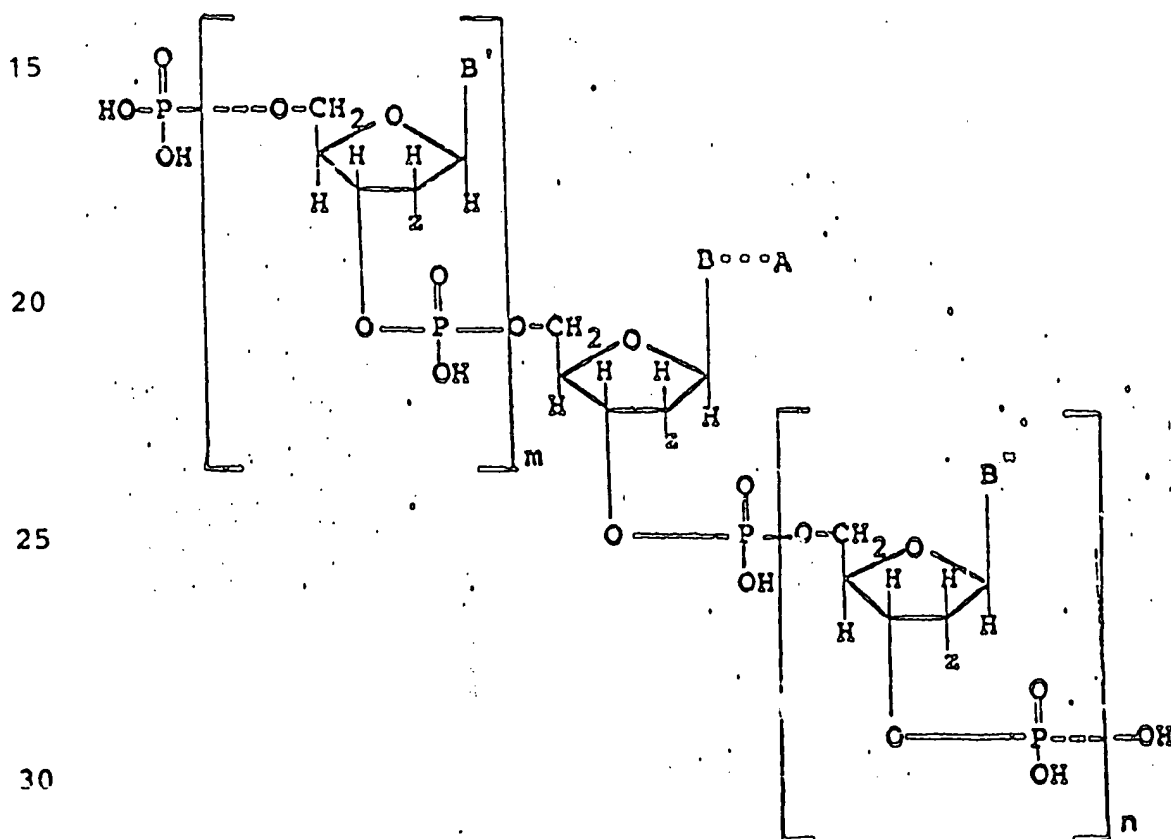 15
B'
O
HO-P-O-CH2 O
OH H H
H z H
20
B•••A
O
O-P-O-CH2 O
OH H H
H z H
m
B"
25
O
O-P-O-CH2 O
OH H H
H z H
O
O-P-OH
OH
30
n